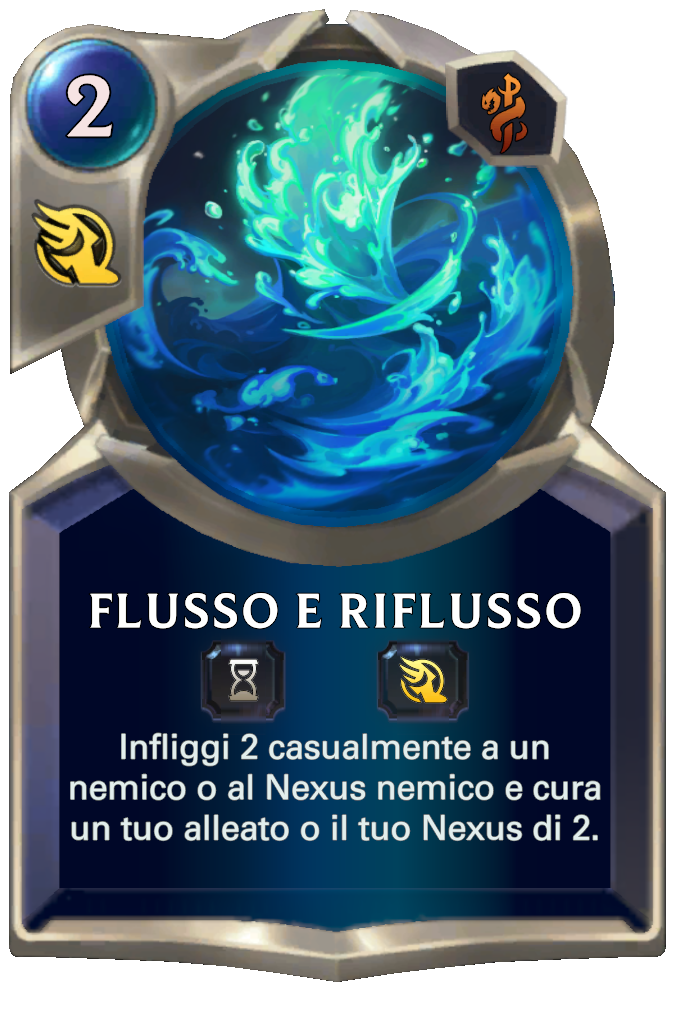 2
FLUSSO E RIFLUSSO
Infliggi 2 casualmente a un
nemico o al Nexus nemico e cura
un tuo alleato o il tuo Nexus di 2.